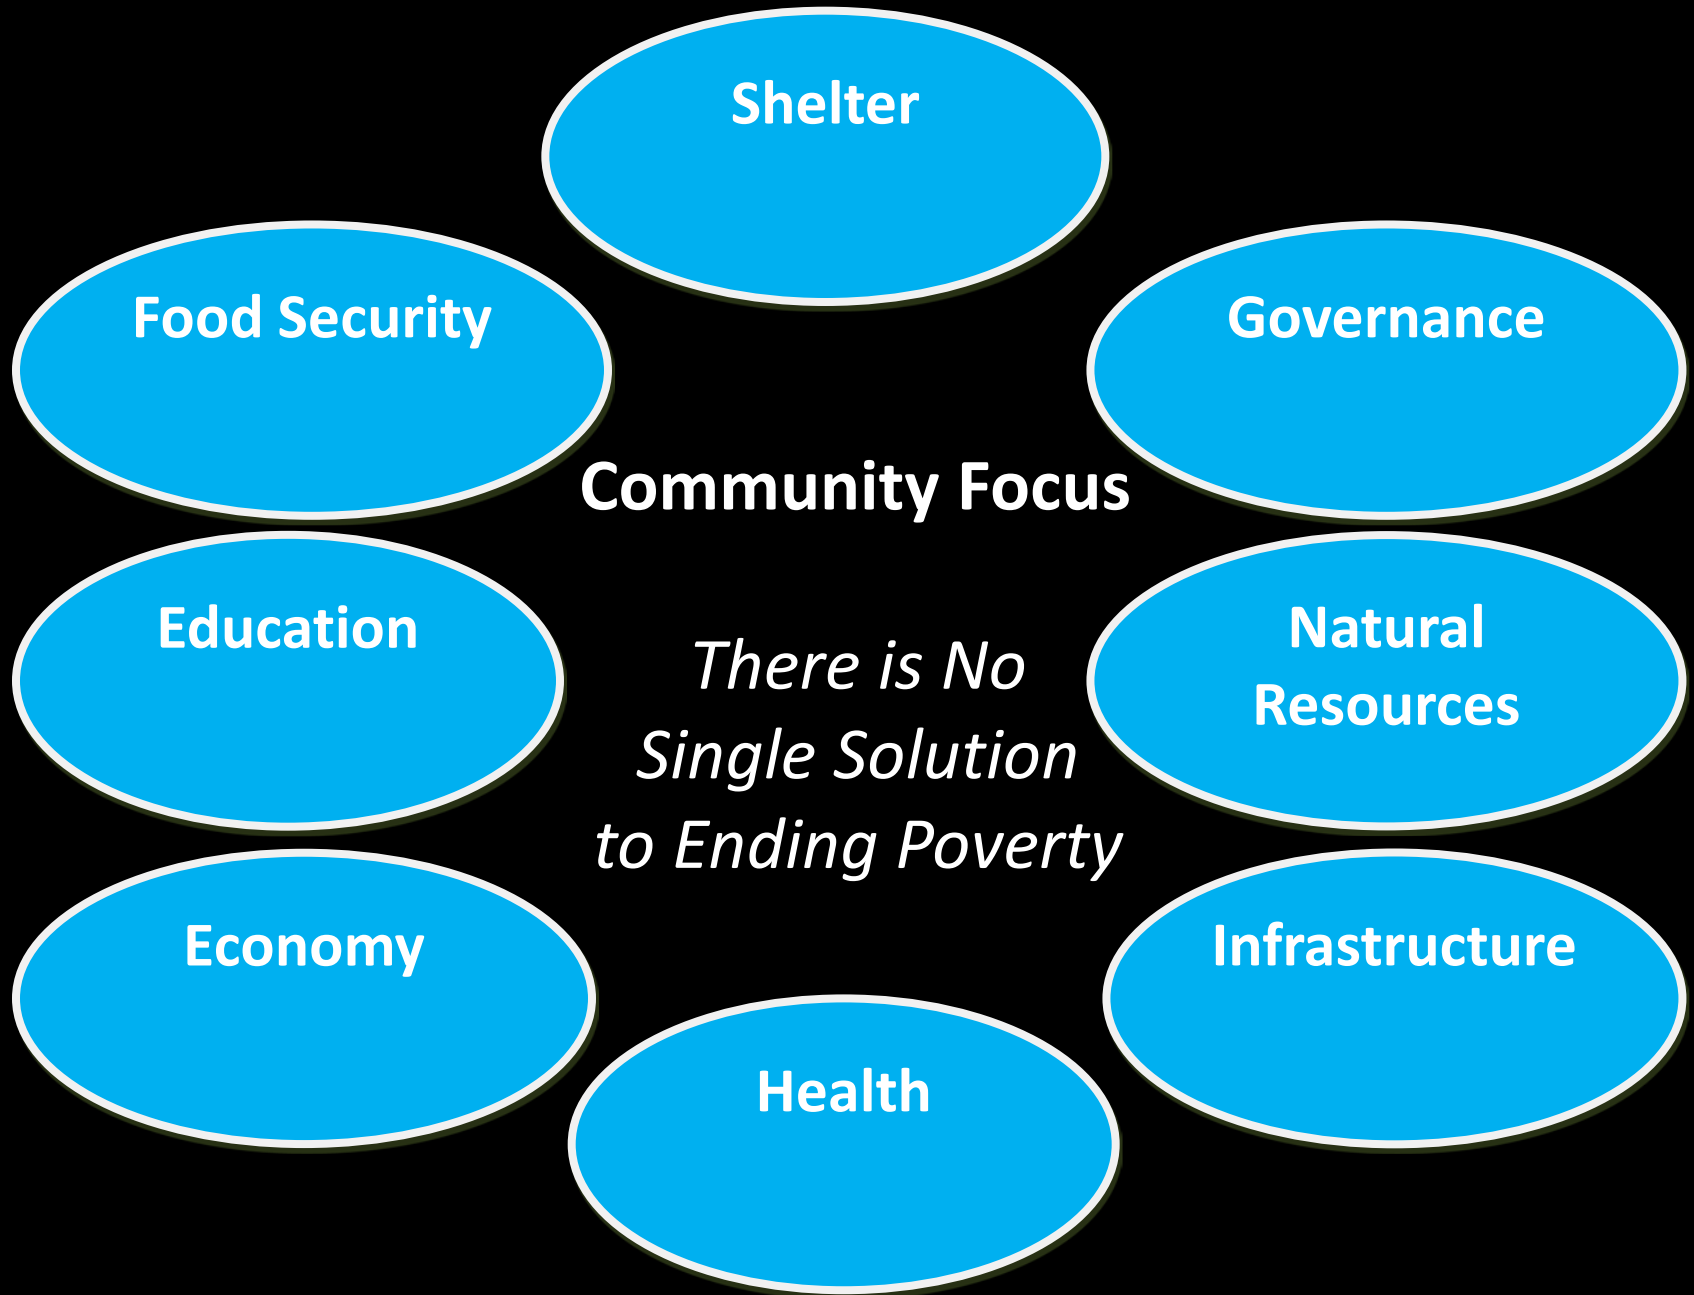 Shelter
Food Security
Governance
Community Focus
Education
Natural
Resources
There is No
Single Solution
to Ending Poverty
Economy
Infrastructure
Health